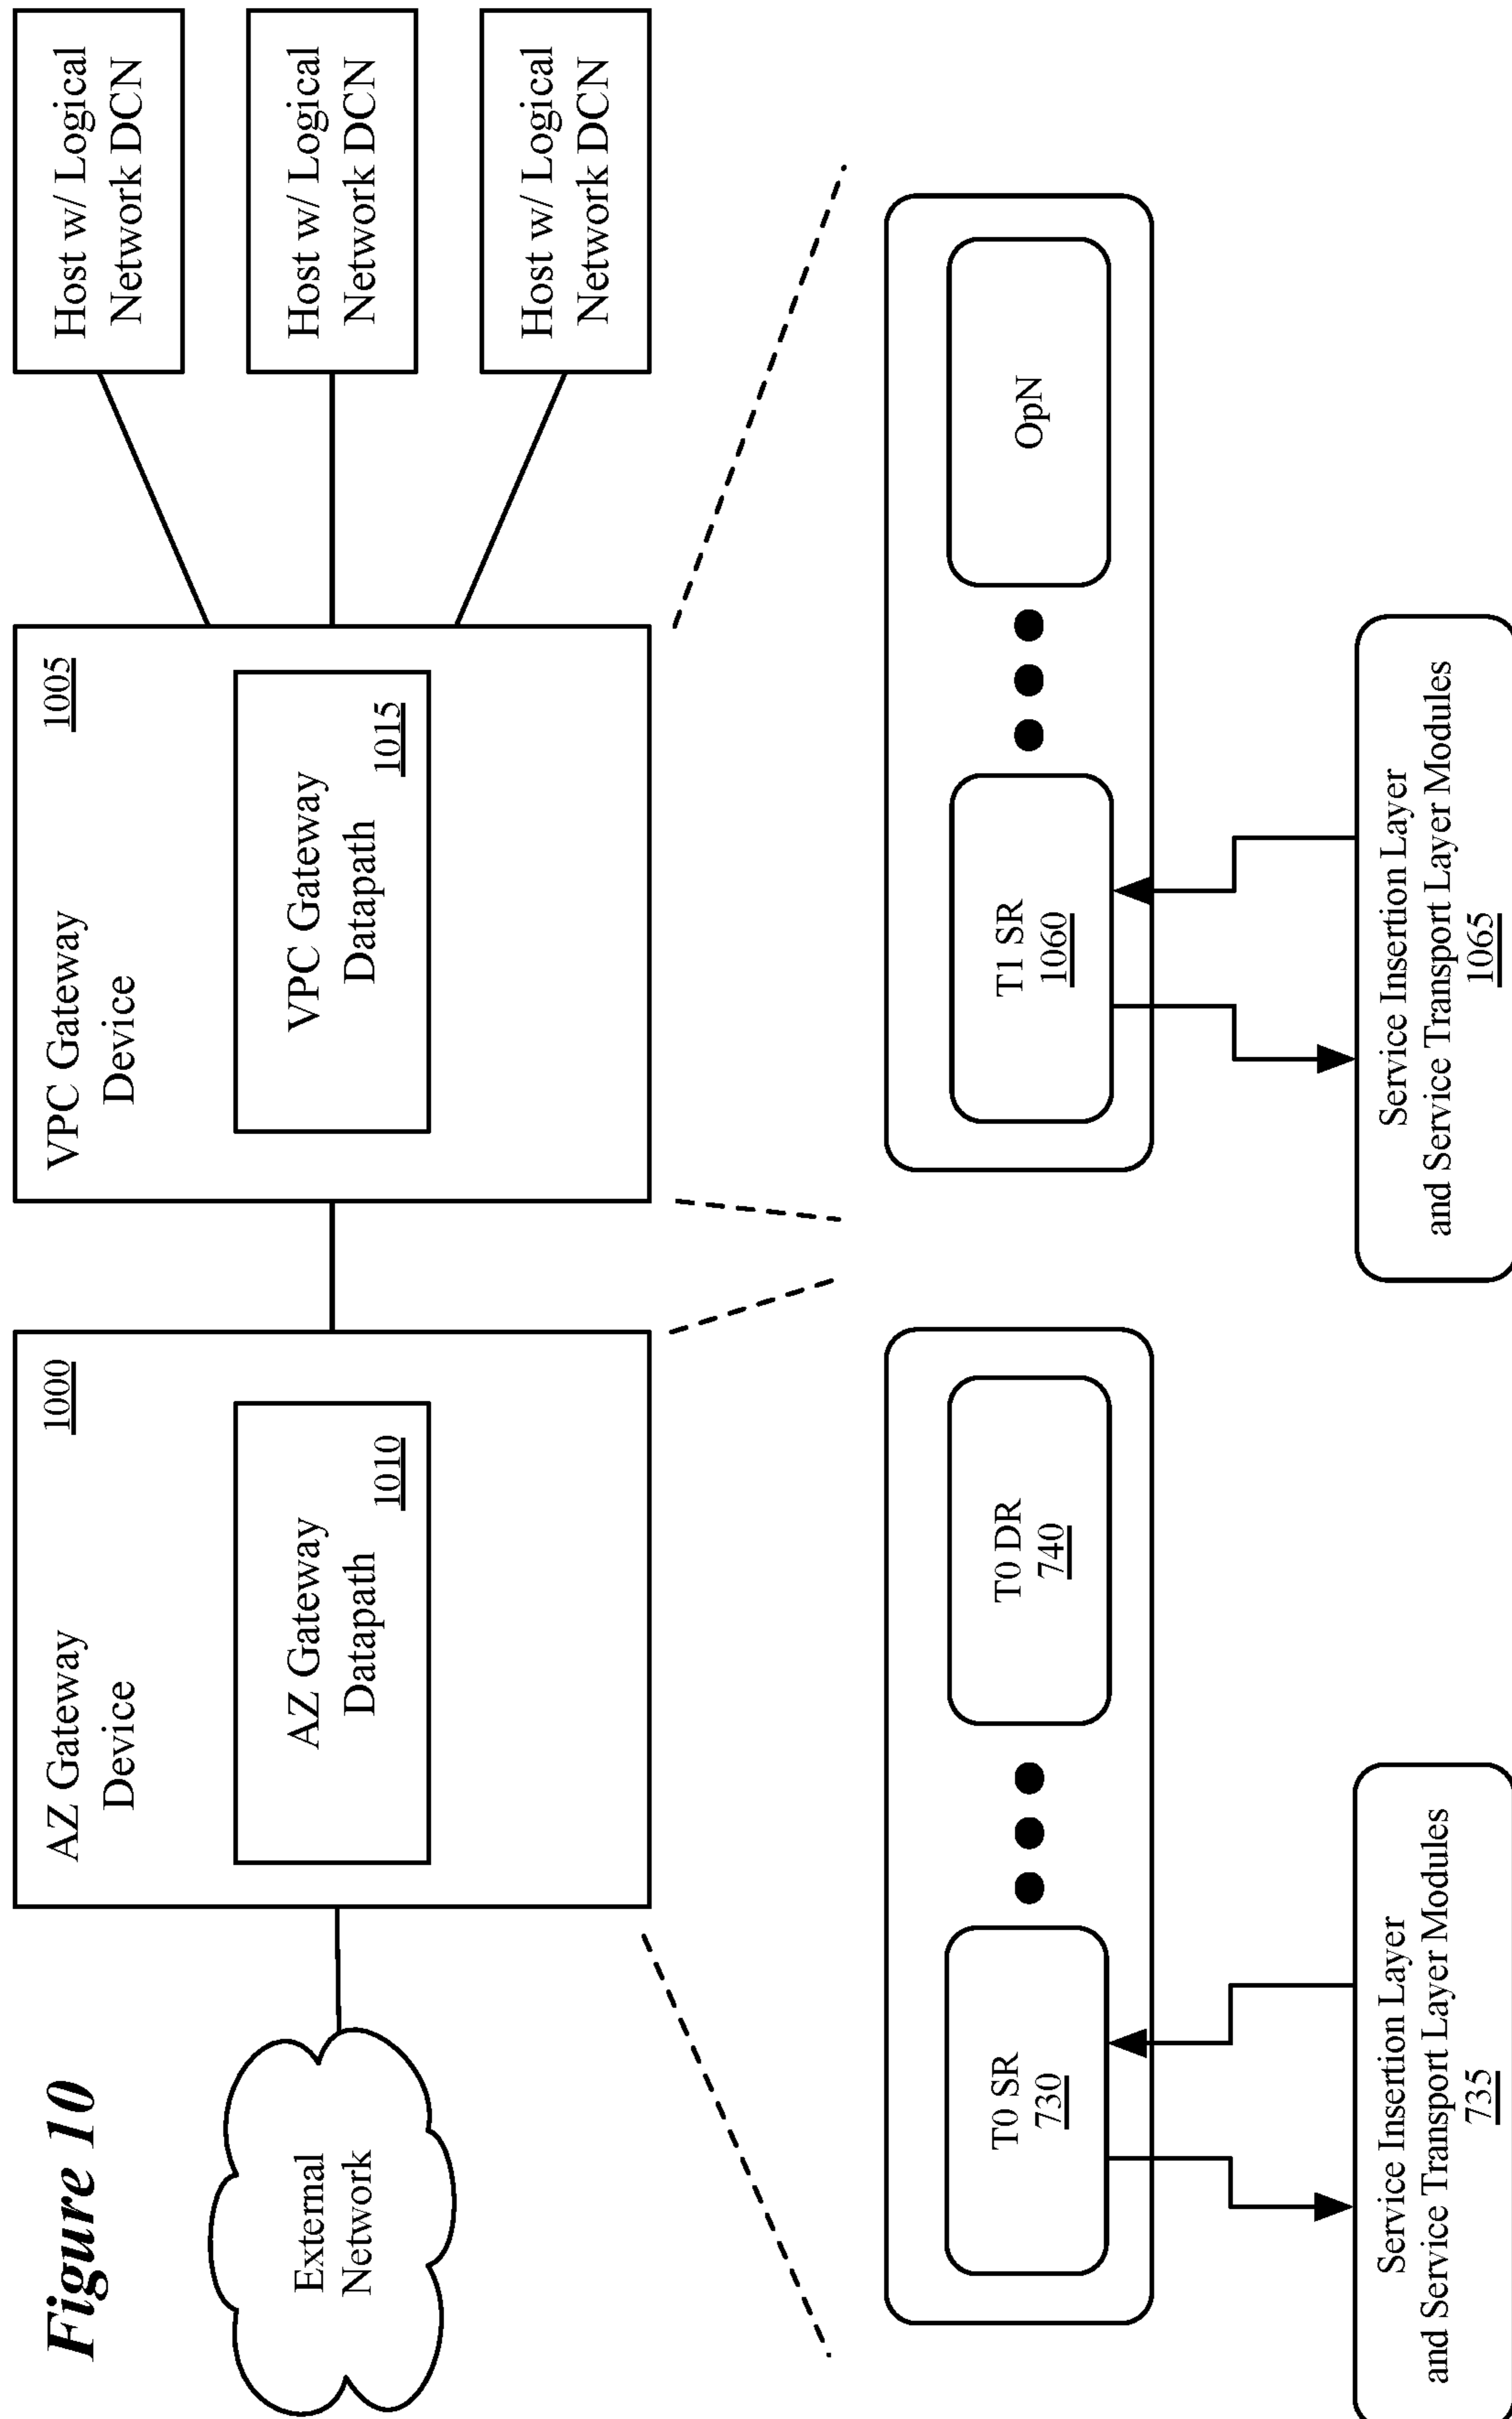 Figure 10
External
Network
AZ Gateway
Device
1000
AZ Gateway
Datapath
1010
VPC Gateway
Device
1005
VPC Gateway
Datapath
1015
Host w/ Logical
Network DCN
Host w/ Logical
Network DCN
Host w/ Logical
Network DCN
T0 SR
730
T0 DR
740
Service Insertion Layer
and Service Transport Layer Modules
735
T1 SR
1060
OpN
Service Insertion Layer
and Service Transport Layer Modules
1065